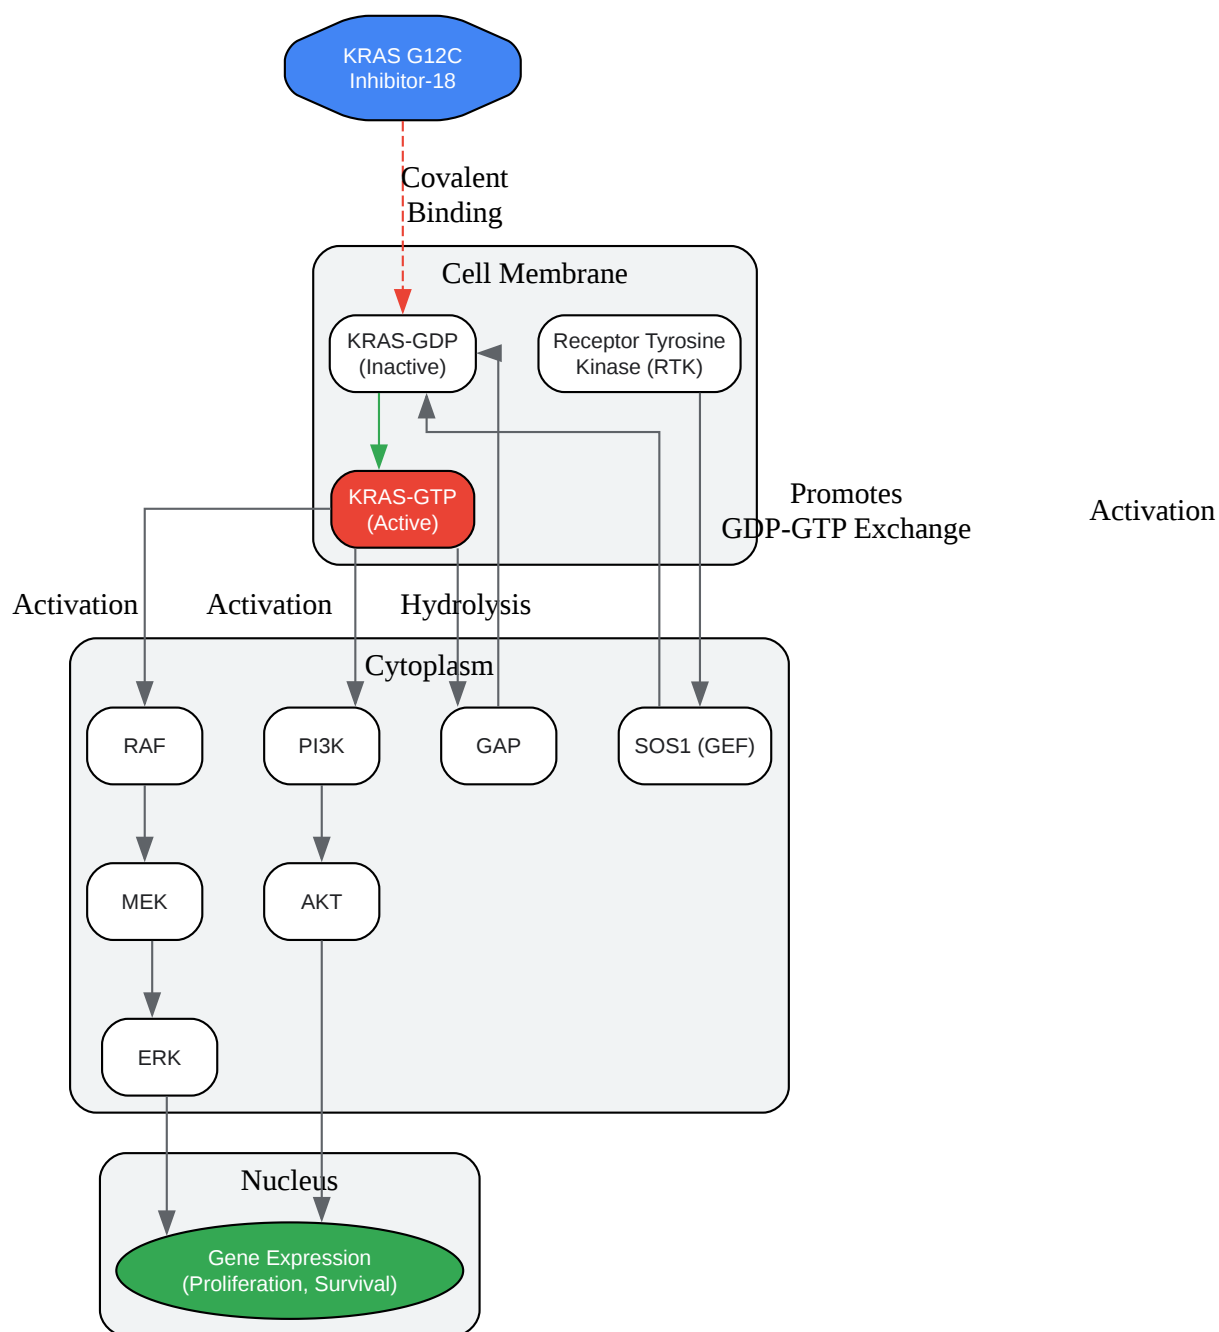 KRAS G12C
Inhibitor-18
Covalent
Binding
Cell Membrane
KRAS-GDP
(Inactive)
Receptor Tyrosine
Kinase (RTK)
KRAS-GTP
(Active)
Promotes
GDP-GTP Exchange
Activation
Activation
Activation
Hydrolysis
Cytoplasm
RAF
PI3K
GAP
SOS1 (GEF)
MEK
AKT
ERK
Nucleus
Gene Expression
(Proliferation, Survival)